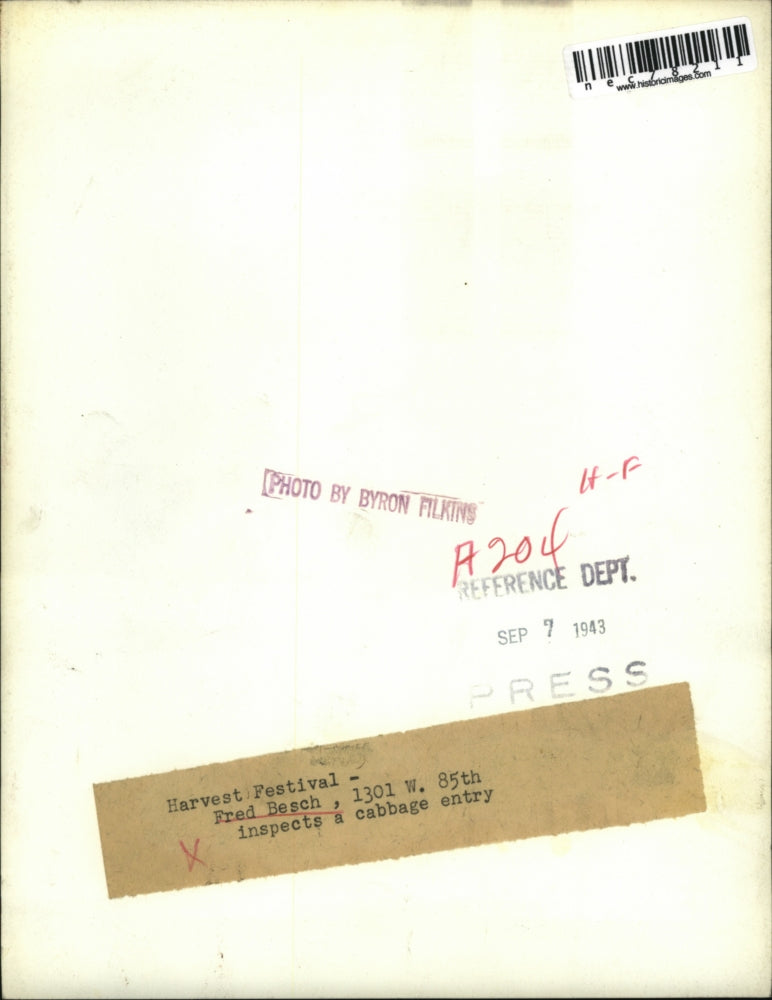 nec78211
www.historicimages.com
H-F
PHOTO BY BYRON FILKINS
A204
REFERENCE DEPT.
SEP 7 1943
PRESS
Harvest Festival -
Fred Besch , 1301 W. 85th
inspects a cabbage entry
X